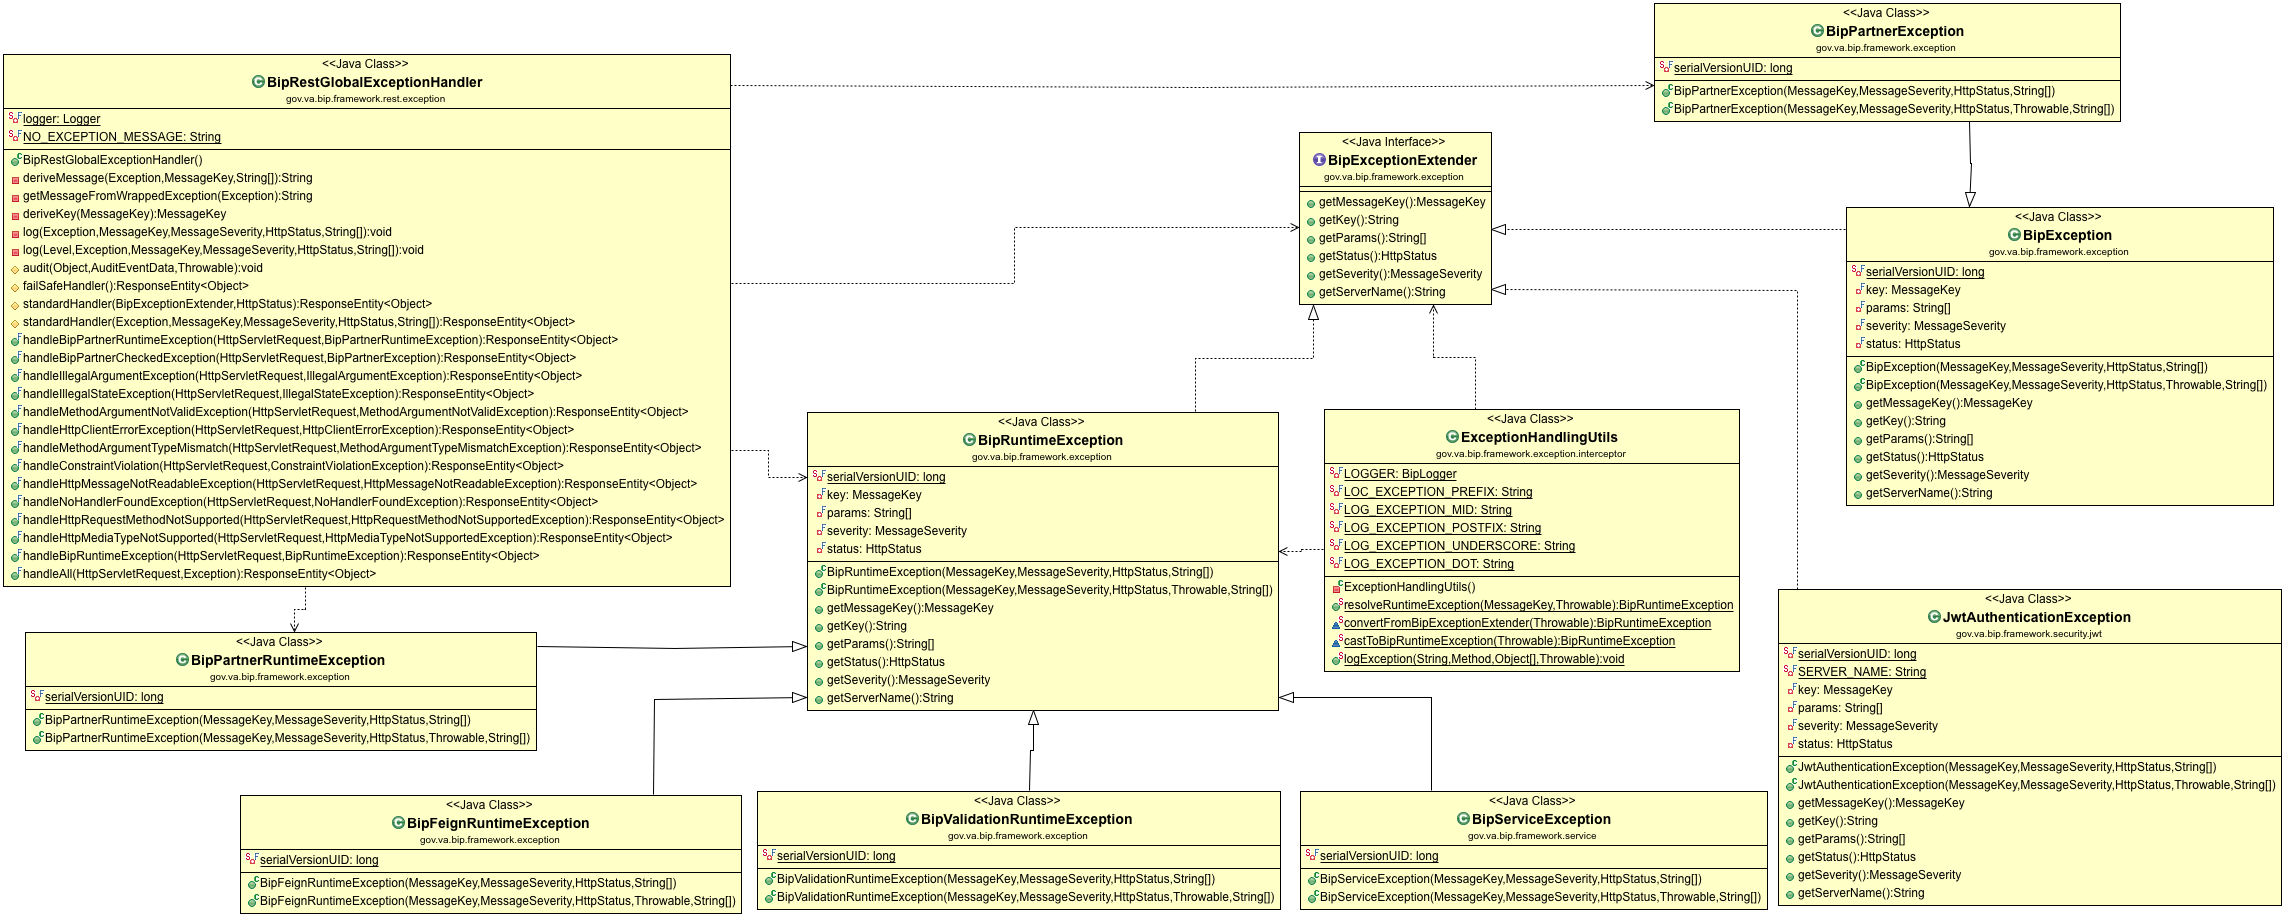 <<Java Class>>
BipRestGlobalExceptionHandler
gov.va.bip.framework.rest.exception
logger: Logger
NO_EXCEPTION_MESSAGE: String
BipRestGlobalExceptionHandler()
deriveMessage(Exception,MessageKey,String[]):String
getMessageFromWrappedException(Exception):String
deriveKey(MessageKey):MessageKey
log(Exception,MessageKey,MessageSeverity,HttpStatus,String[]):void
log(Level,Exception,MessageKey,MessageSeverity,HttpStatus,String[]):void
audit(Object,AuditEventData,Throwable):void
failSafeHandler():ResponseEntity<Object>
standardHandler(BipExceptionExtender,HttpStatus):ResponseEntity<Object>
standardHandler(Exception,MessageKey,MessageSeverity,HttpStatus,String[]):ResponseEntity<Object>
handleBipPartnerRuntimeException(HttpServletRequest,BipPartnerRuntimeException):ResponseEntity<Object>
handleBipPartnerCheckedException(HttpServletRequest,BipPartnerException):ResponseEntity<Object>
handleIllegalArgumentException(HttpServletRequest,IllegalArgumentException):ResponseEntity<Object>
handleIllegalStateException(HttpServletRequest,IllegalStateException):ResponseEntity<Object>
handleMethodArgumentNotValidException(HttpServletRequest,MethodArgumentNotValidException):ResponseEntity<Object>
handleHttpClientErrorException(HttpServletRequest,HttpClientErrorException):ResponseEntity<Object>
handleMethodArgumentTypeMismatch(HttpServletRequest,MethodArgumentTypeMismatchException):ResponseEntity<Object>
handleConstraintViolation(HttpServletRequest,ConstraintViolationException):ResponseEntity<Object>
handleHttpMessageNotReadableException(HttpServletRequest,HttpMessageNotReadableException):ResponseEntity<Object>
handleNoHandlerFoundException(HttpServletRequest,NoHandlerFoundException):ResponseEntity<Object>
handleHttpRequestMethodNotSupported(HttpServletRequest,HttpRequestMethodNotSupportedException):ResponseEntity<Object>
handleHttpMediaTypeNotSupported(HttpServletRequest,HttpMediaTypeNotSupportedException):ResponseEntity<Object>
handleBipRuntimeException(HttpServletRequest,BipRuntimeException):ResponseEntity<Object>
handleAll(HttpServletRequest,Exception):ResponseEntity<Object>
<<Java Class>>
BipPartnerException
gov.va.bip.framework.exception
serialVersionUID: long
BipPartnerException(MessageKey,MessageSeverity,HttpStatus,String[])
BipPartnerException(MessageKey,MessageSeverity,HttpStatus,Throwable,String[])
<<Java Interface>>
BipExceptionExtender
gov.va.bip.framework.exception
getMessageKey():MessageKey
getKey():String
getParams():String[]
getStatus():HttpStatus
getSeverity():MessageSeverity
getServerName():String
<<Java Class>>
BipException
gov.va.bip.framework.exception
serialVersionUID: long
key: MessageKey
params: String[]
severity: MessageSeverity
status: HttpStatus
BipException(MessageKey,MessageSeverity,HttpStatus,String[])
BipException(MessageKey,MessageSeverity,HttpStatus,Throwable,String[])
getMessageKey():MessageKey
getKey():String
getParams():String[]
getStatus():HttpStatus
getSeverity():MessageSeverity
getServerName():String
<<Java Class>>
BipRuntimeException
gov.va.bip.framework.exception
serialVersionUID: long
key: MessageKey
params: String[]
severity: MessageSeverity
status: HttpStatus
BipRuntimeException(MessageKey,MessageSeverity,HttpStatus,String[])
BipRuntimeException(MessageKey,MessageSeverity,HttpStatus,Throwable,String[])
getMessageKey():MessageKey
getKey():String
getParams():String[]
getStatus():HttpStatus
getSeverity():MessageSeverity
getServerName():String
<<Java Class>>
ExceptionHandlingUtils
gov.va.bip.framework.exception.interceptor
LOGGER: BipLogger
LOC_EXCEPTION_PREFIX: String
LOG_EXCEPTION_MID: String
LOG_EXCEPTION_POSTFIX: String
LOG_EXCEPTION_UNDERSCORE: String
LOG_EXCEPTION_DOT: String
ExceptionHandlingUtils()
resolveRuntimeException(MessageKey,Throwable):BipRuntimeException
convertFromBipExceptionExtender(Throwable):BipRuntimeException
castToBipRuntimeException(Throwable):BipRuntimeException
logException(String,Method,Object[],Throwable):void
<<Java Class>>
JwtAuthenticationException
gov.va.bip.framework.security.jwt
serialVersionUID: long
SERVER_NAME: String
key: MessageKey
params: String[]
severity: MessageSeverity
status: HttpStatus
JwtAuthenticationException(MessageKey,MessageSeverity,HttpStatus,String[])
JwtAuthenticationException(MessageKey,MessageSeverity,HttpStatus,Throwable,String[])
getMessageKey():MessageKey
getKey():String
getParams():String[]
getStatus():HttpStatus
getSeverity():MessageSeverity
getServerName():String
<<Java Class>>
BipPartnerRuntimeException
gov.va.bip.framework.exception
serialVersionUID: long
BipPartnerRuntimeException(MessageKey,MessageSeverity,HttpStatus,String[])
BipPartnerRuntimeException(MessageKey,MessageSeverity,HttpStatus,Throwable,String[])
<<Java Class>>
BipFeignRuntimeException
gov.va.bip.framework.exception
serialVersionUID: long
BipFeignRuntimeException(MessageKey,MessageSeverity,HttpStatus,String[])
BipFeignRuntimeException(MessageKey,MessageSeverity,HttpStatus,Throwable,String[])
<<Java Class>>
BipValidationRuntimeException
gov.va.bip.framework.exception
serialVersionUID: long
BipValidationRuntimeException(MessageKey,MessageSeverity,HttpStatus,String[])
BipValidationRuntimeException(MessageKey,MessageSeverity,HttpStatus,Throwable,String[])
<<Java Class>>
BipServiceException
gov.va.bip.framework.service
serialVersionUID: long
BipServiceException(MessageKey,MessageSeverity,HttpStatus,String[])
BipServiceException(MessageKey,MessageSeverity,HttpStatus,Throwable,String[])